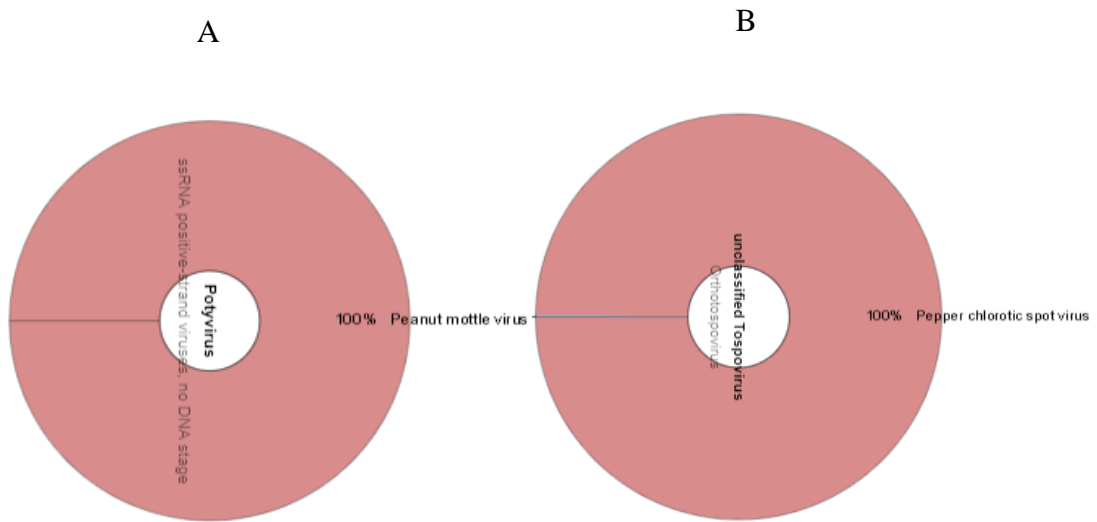 A
B
ssRNA positive-strand viruses, no DNA stage
Potyvirus
100% Peanut mottle virus
unclassified Tospovirus
Orthotospovirus
100% Pepper chlorotic spot virus